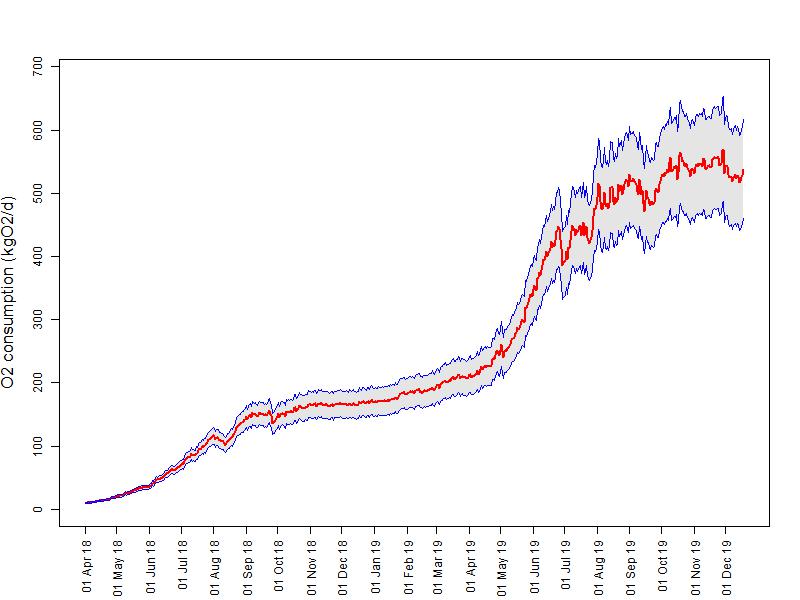 O2 consumption (kgO2/d)
700
600
500
400
300
200
100
0
01 Apr 18
01 May 18
01 Jun 18
01 Jul 18
01 Aug 18
01 Sep 18
01 Oct 18
01 Nov 18
01 Dec 18
01 Jan 19
01 Feb 19
01 Mar 19
01 Apr 19
01 May 19
01 Jun 19
01 Jul 19
01 Aug 19
01 Sep 19
01 Oct 19
01 Nov 19
01 Dec 19